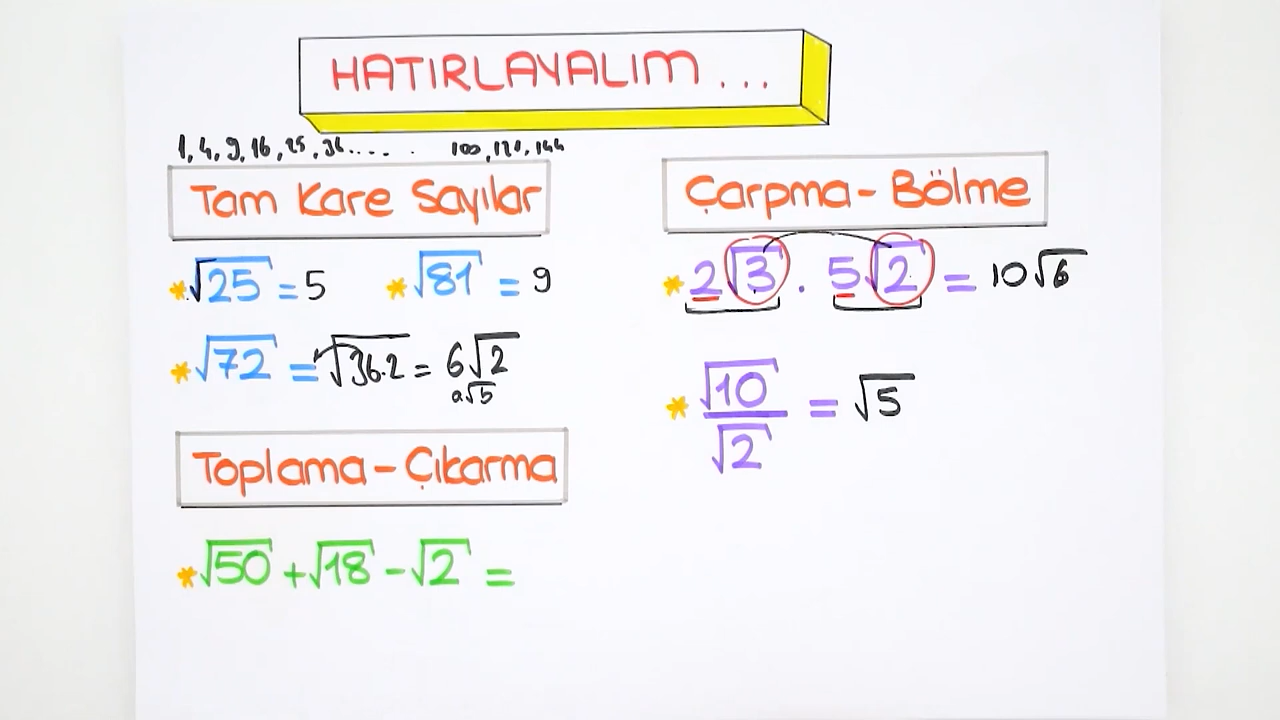 HATIRLAYALIM...
1, 4, 9, 16, 25, 36..... . 100, 121, 144
Tam Kare Sayılar
*√25 = 5 *√81 = 9
*√72 = √36.2 = 6√2
a√5
Toplama-Çıkarma
*√50 + √18 - √2 =
Çarpma-Bölme
*2√3 . 5√2 = 10√6
*√10/√2 = √5